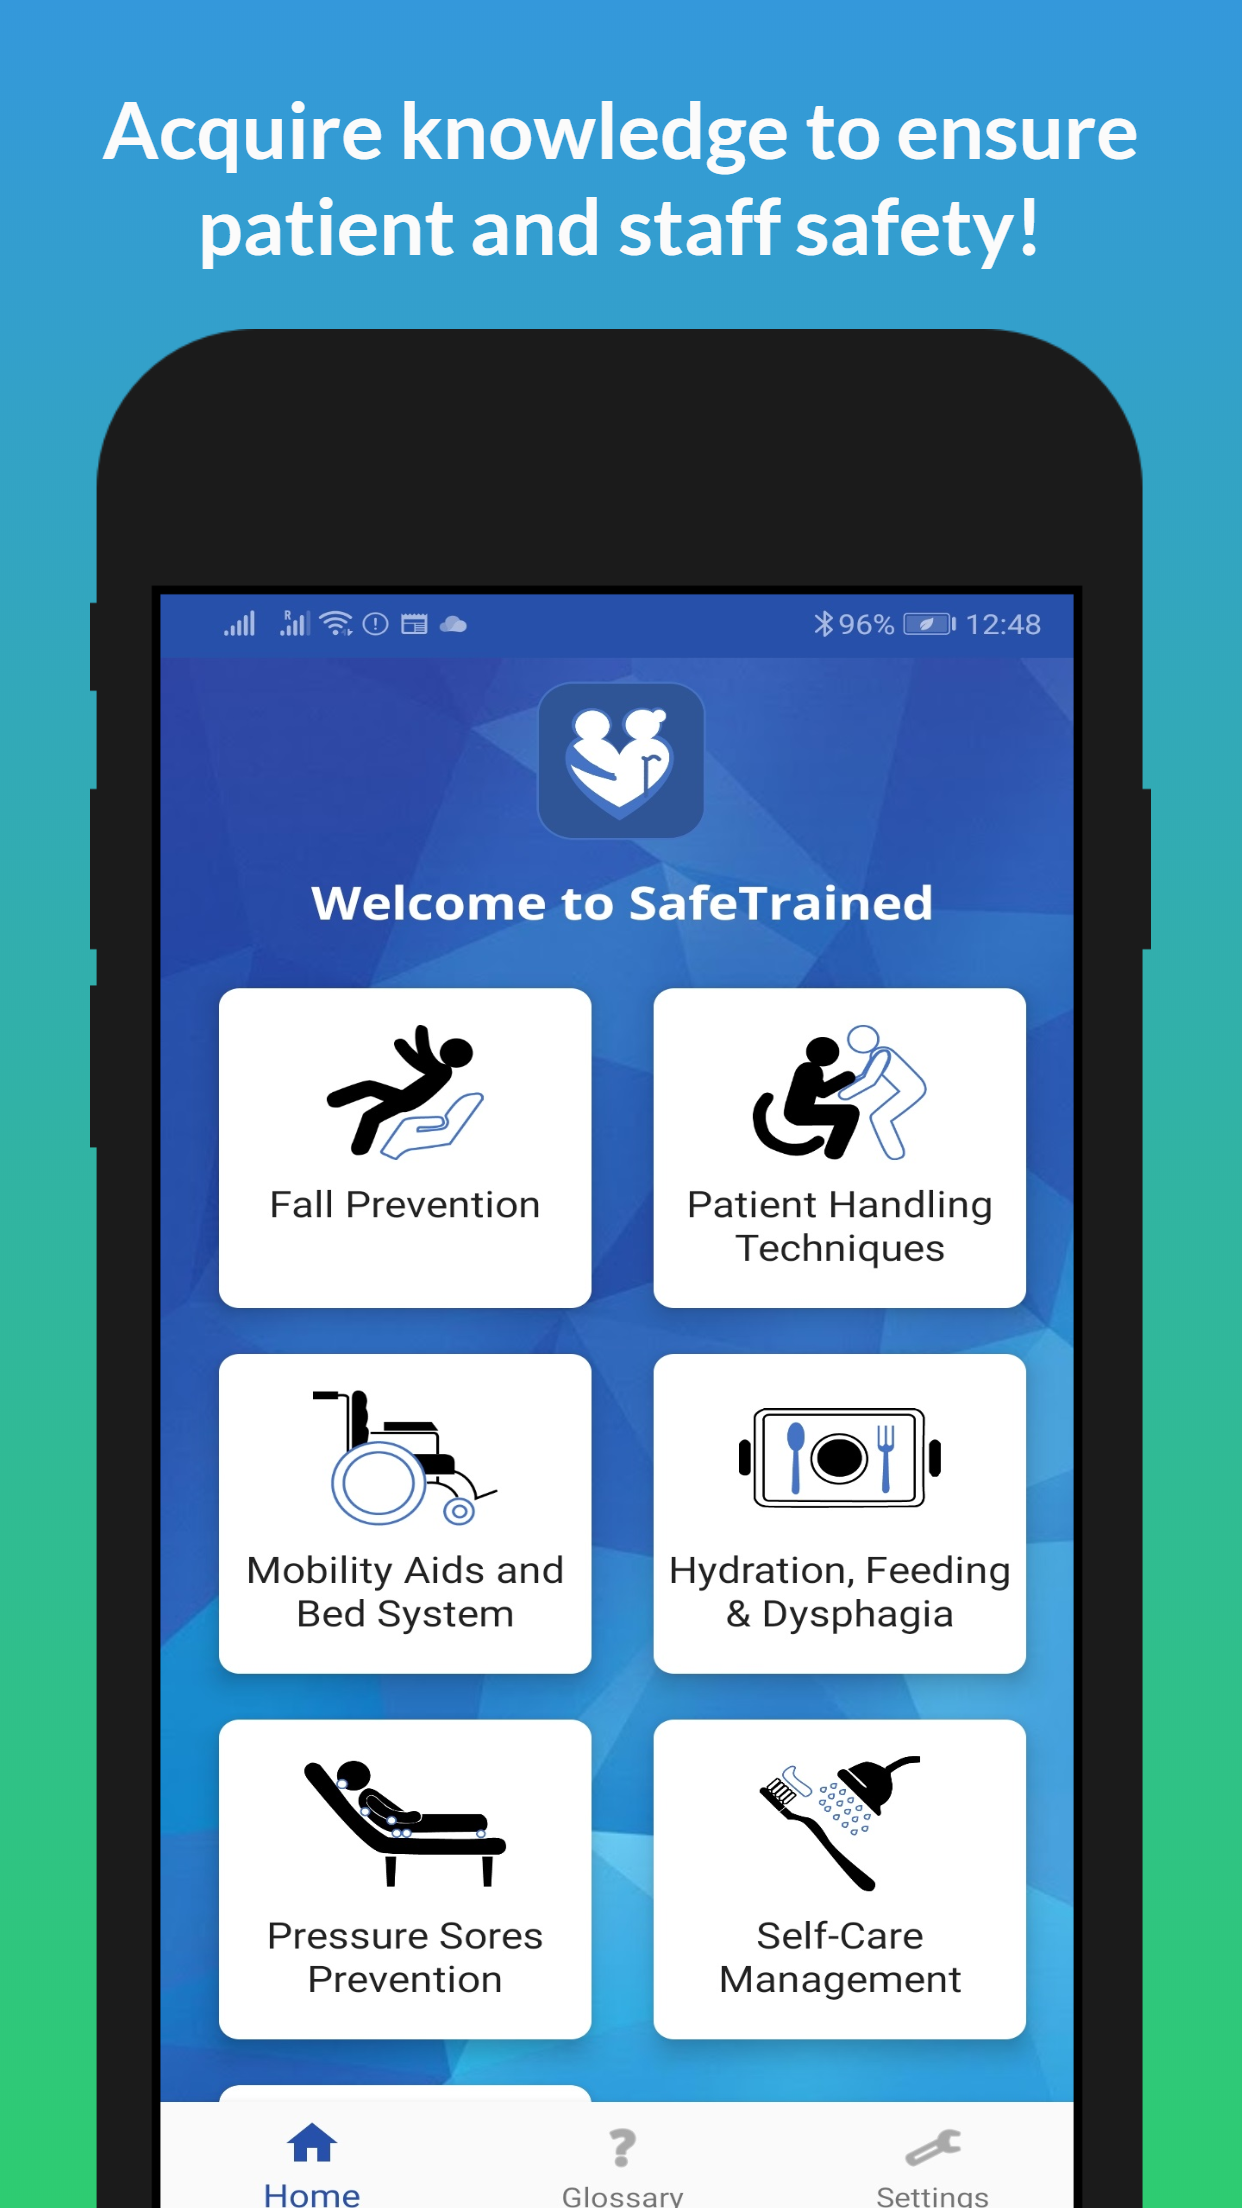 Acquire knowledge to ensure
patient and staff safety!
R
96%
12:48
Welcome to SafeTrained
Fall Prevention
Patient Handling
Techniques
Mobility Aids and
Bed System
Hydration, Feeding
& Dysphagia
Pressure Sores
Prevention
Self-Care
Management
Home
Glossary
Settings